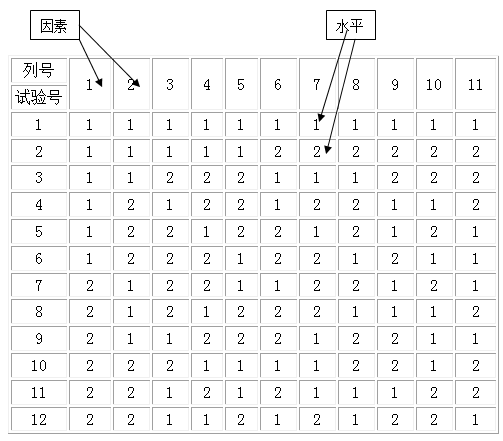 因素 水平
列号 1 2 3 4 5 6 7 8 9 10 11
试验号
1 1 1 1 1 1 1 1 1 1 1 1
2 1 1 1 1 1 2 2 2 2 2 2
3 1 1 2 2 2 1 1 1 2 2 2
4 1 2 1 2 2 1 2 2 1 1 2
5 1 2 2 1 2 2 1 2 1 2 1
6 1 2 2 2 1 2 2 1 2 1 1
7 2 1 2 2 1 1 2 2 1 2 1
8 2 1 2 1 2 2 2 1 1 1 2
9 2 1 1 2 2 2 1 2 2 1 1
10 2 2 2 1 1 1 1 2 2 1 2
11 2 2 1 2 1 2 1 1 1 2 2
12 2 2 1 1 2 1 2 1 2 2 1